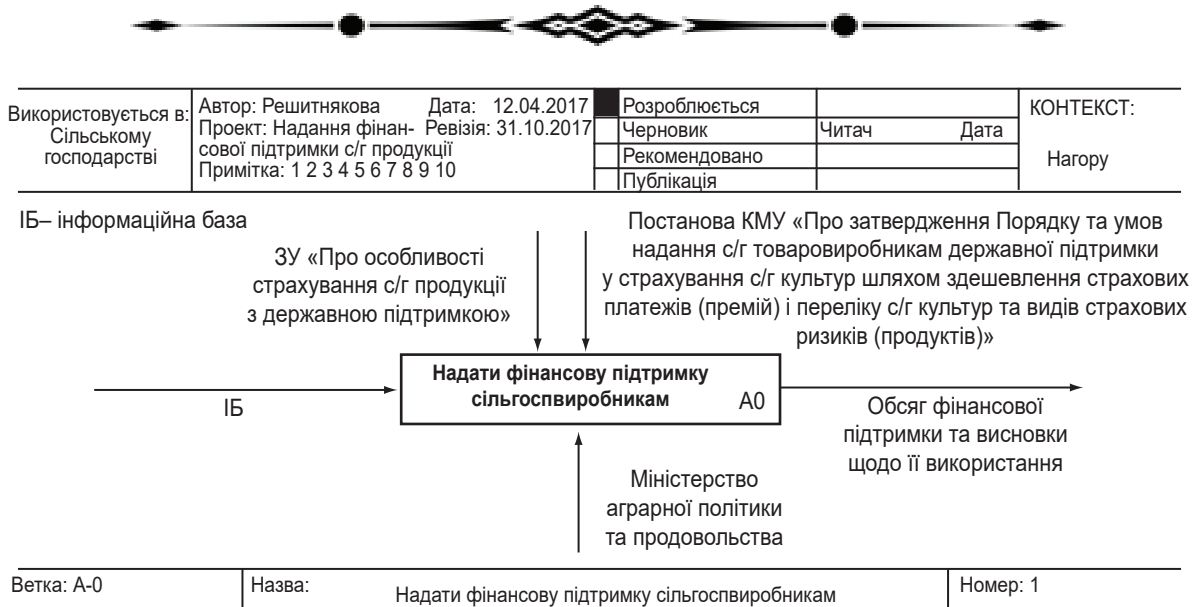 Використовується в:
Сільському
господарстві
Автор: Решитнякова Дата: 12.04.2017
Проект: Надання фінан- Ревізія: 31.10.2017
сової підтримки с/г продукції
Примітка: 1 2 3 4 5 6 7 8 9 10
Розроблюється
Черновик Читач Дата
Рекомендовано
Публікація
КОНТЕКСТ:
Нагору
ІБ– інформаційна база
ЗУ «Про особливості
страхування с/г продукції
з державною підтримкою»
Постанова КМУ «Про затвердження Порядку та умов
надання с/г товаровиробникам державної підтримки
у страхування с/г культур шляхом здешевлення страхових
платежів (премій) і переліку с/г культур та видів страхових
ризиків (продуктів)»
ІБ
Надати фінансову підтримку
сільгоспвиробникам А0
Обсяг фінансової
підтримки та висновки
щодо її використання
Міністерство
аграрної політики
та продовольства
Ветка: А-0
Назва: Надати фінансову підтримку сільгоспвиробникам
Номер: 1